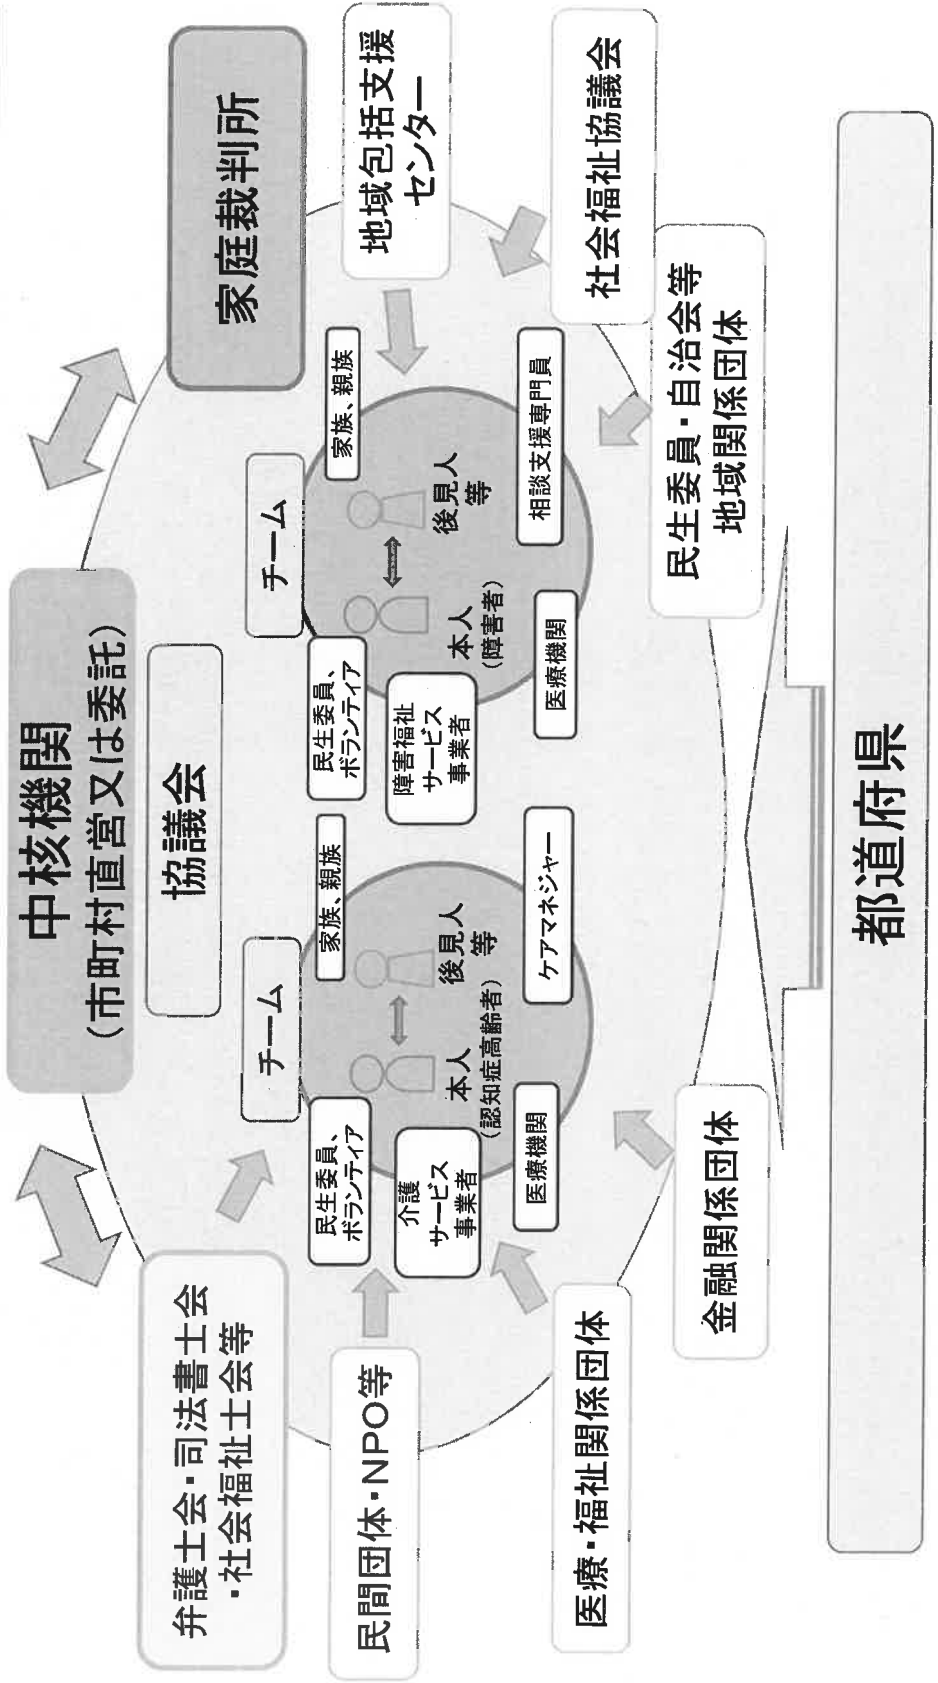 中核機関
(市町村直営又は委託)
協議会
弁護士会・司法書士会
・社会福祉士会等
家庭裁判所
民間団体・NPO等
地域包括支援
センター
医療・福祉関係団体
社会福祉協議会
金融関係団体
民生委員・自治会等
地域関係団体
チーム
民生委員、
ボランティア
家族、親族
介護
サービス
事業者
本人
(認知症高齢者)
後見人
等
医療機関
ケアマネジャー
チーム
民生委員、
ボランティア
家族、親族
障害福祉
サービス
事業者
本人
(障害者)
後見人
等
医療機関
相談支援専門員
都道府県